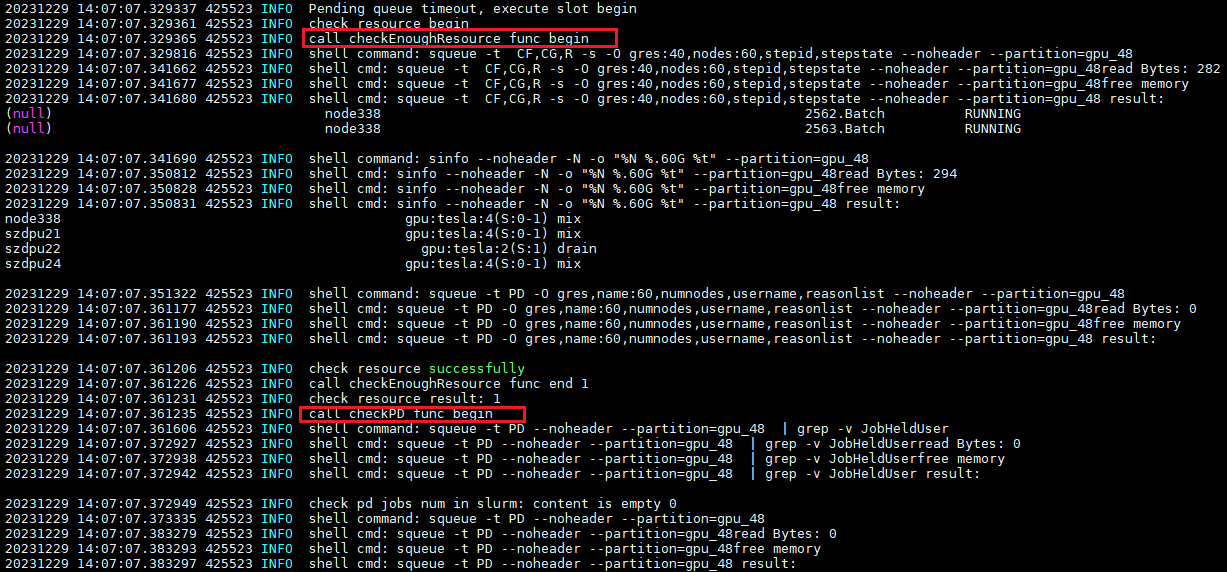 20231229 14:07:07.329337 425523 INFO  Pending queue timeout, execute slot begin
20231229 14:07:07.329361 425523 INFO  check resource begin
20231229 14:07:07.329365 425523 INFO  call checkEnoughResource func begin
20231229 14:07:07.329816 425523 INFO  shell command: squeue -t  CF,CG,R -s -O gres:40,nodes:60,stepid,stepstate --noheader --partition=gpu_48
20231229 14:07:07.341662 425523 INFO  shell cmd: squeue -t  CF,CG,R -s -O gres:40,nodes:60,stepid,stepstate --noheader --partition=gpu_48read Bytes: 282
20231229 14:07:07.341677 425523 INFO  shell cmd: squeue -t  CF,CG,R -s -O gres:40,nodes:60,stepid,stepstate --noheader --partition=gpu_48free memory
20231229 14:07:07.341680 425523 INFO  shell cmd: squeue -t  CF,CG,R -s -O gres:40,nodes:60,stepid,stepstate --noheader --partition=gpu_48 result:
(null)                                  node338                                                     2562.Batch          RUNNING
(null)                                  node338                                                     2563.Batch          RUNNING
20231229 14:07:07.341690 425523 INFO  shell command: sinfo --noheader -N -o "%N %.60G %t" --partition=gpu_48
20231229 14:07:07.350812 425523 INFO  shell cmd: sinfo --noheader -N -o "%N %.60G %t" --partition=gpu_48read Bytes: 294
20231229 14:07:07.350828 425523 INFO  shell cmd: sinfo --noheader -N -o "%N %.60G %t" --partition=gpu_48free memory
20231229 14:07:07.350831 425523 INFO  shell cmd: sinfo --noheader -N -o "%N %.60G %t" --partition=gpu_48 result:
node338                                           gpu:tesla:4(S:0-1) mix
szdpu21                                           gpu:tesla:4(S:0-1) mix
szdpu22                                             gpu:tesla:2(S:1) drain
szdpu24                                           gpu:tesla:4(S:0-1) mix
20231229 14:07:07.351322 425523 INFO  shell command: squeue -t PD -O gres,name:60,numnodes,username,reasonlist --noheader --partition=gpu_48
20231229 14:07:07.361177 425523 INFO  shell cmd: squeue -t PD -O gres,name:60,numnodes,username,reasonlist --noheader --partition=gpu_48read Bytes: 0
20231229 14:07:07.361190 425523 INFO  shell cmd: squeue -t PD -O gres,name:60,numnodes,username,reasonlist --noheader --partition=gpu_48free memory
20231229 14:07:07.361193 425523 INFO  shell cmd: squeue -t PD -O gres,name:60,numnodes,username,reasonlist --noheader --partition=gpu_48 result:
20231229 14:07:07.361206 425523 INFO  check resource successfully
20231229 14:07:07.361226 425523 INFO  call checkEnoughResource func end 1
20231229 14:07:07.361231 425523 INFO  check resource result: 1
20231229 14:07:07.361235 425523 INFO  call checkPD func begin
20231229 14:07:07.361606 425523 INFO  shell command: squeue -t PD --noheader --partition=gpu_48  | grep -v JobHeldUser
20231229 14:07:07.372927 425523 INFO  shell cmd: squeue -t PD --noheader --partition=gpu_48  | grep -v JobHeldUserread Bytes: 0
20231229 14:07:07.372938 425523 INFO  shell cmd: squeue -t PD --noheader --partition=gpu_48  | grep -v JobHeldUserfree memory
20231229 14:07:07.372942 425523 INFO  shell cmd: squeue -t PD --noheader --partition=gpu_48  | grep -v JobHeldUser result:
20231229 14:07:07.372949 425523 INFO  check pd jobs num in slurm: content is empty 0
20231229 14:07:07.373335 425523 INFO  shell command: squeue -t PD --noheader --partition=gpu_48
20231229 14:07:07.383279 425523 INFO  shell cmd: squeue -t PD --noheader --partition=gpu_48read Bytes: 0
20231229 14:07:07.383293 425523 INFO  shell cmd: squeue -t PD --noheader --partition=gpu_48free memory
20231229 14:07:07.383297 425523 INFO  shell cmd: squeue -t PD --noheader --partition=gpu_48 result: